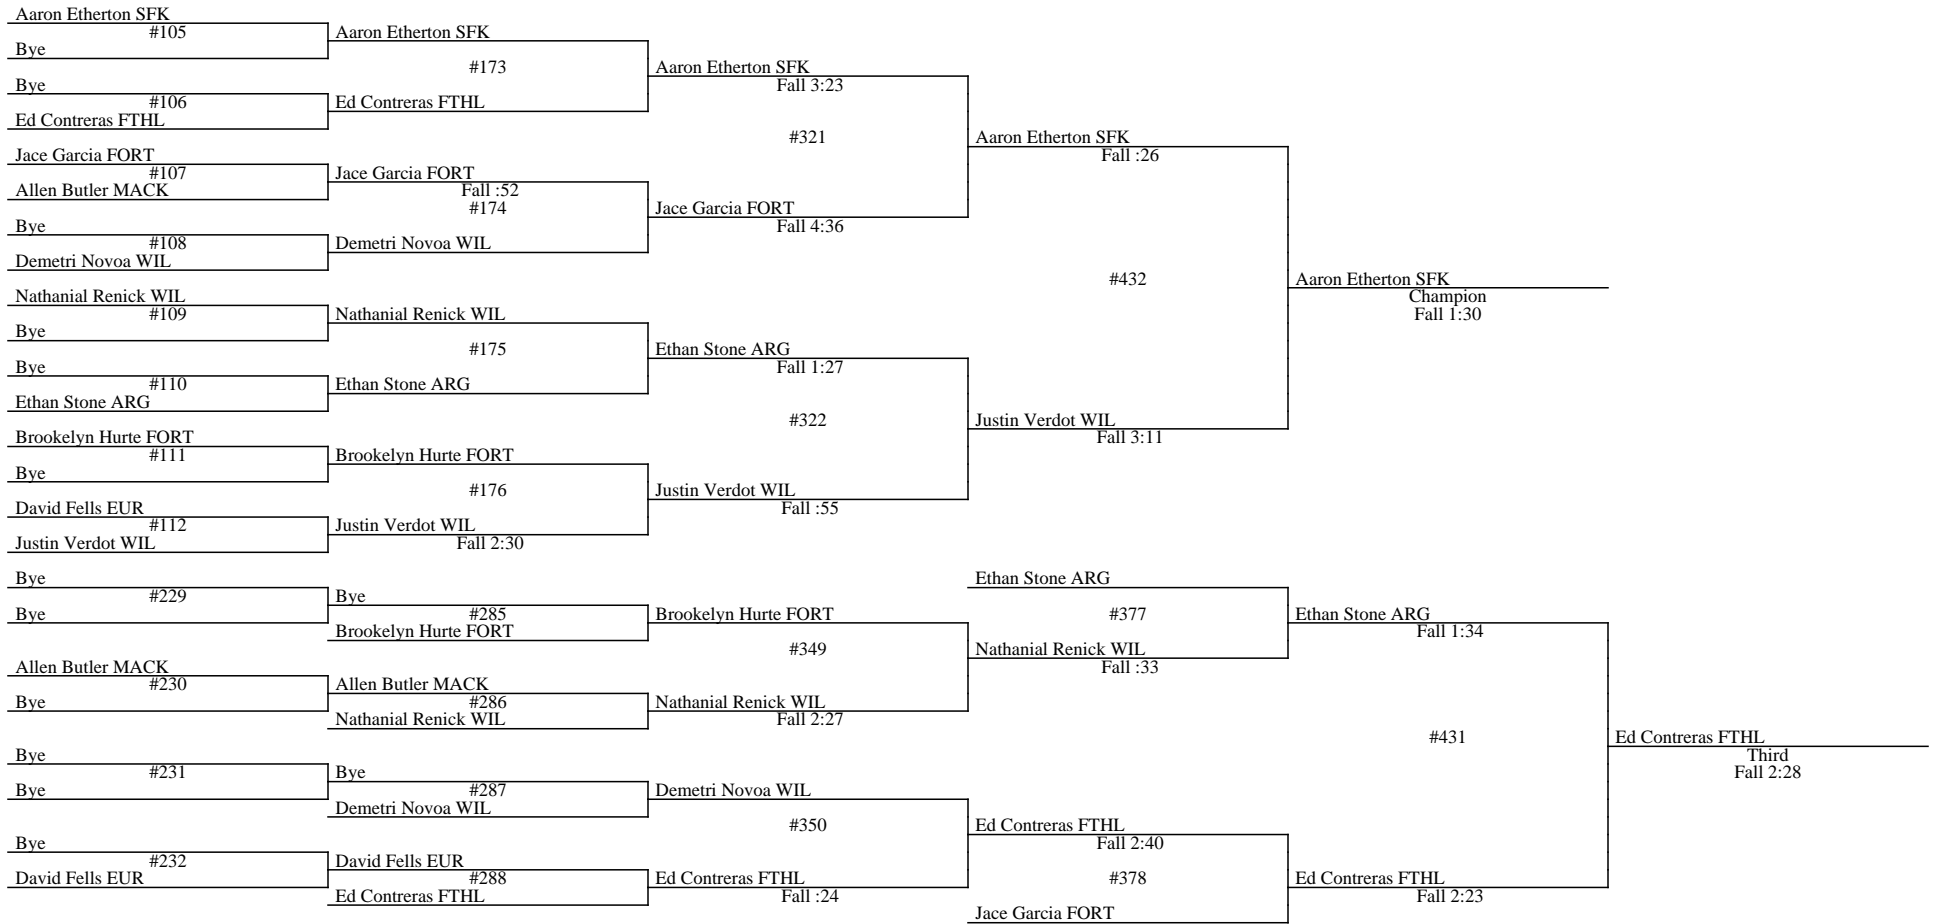 Aaron Etherton SFK
#105
Bye
Aaron Etherton SFK
#173
Bye
#106
Ed Contreras FTHL
Ed Contreras FTHL
Aaron Etherton SFK
Fall 3:23
#321
Jace Garcia FORT
#107
Allen Butler MACK
Jace Garcia FORT
Fall :52
#174
Bye
#108
Demetri Novoa WIL
Demetri Novoa WIL
Jace Garcia FORT
Fall 4:36
Aaron Etherton SFK
Fall :26
#432
Nathanial Renick WIL
#109
Bye
Nathanial Renick WIL
#175
Bye
#110
Ethan Stone ARG
Ethan Stone ARG
Ethan Stone ARG
Fall 1:27
#322
Brookelyn Hurte FORT
#111
Bye
Brookelyn Hurte FORT
#176
David Fells EUR
#112
Justin Verdot WIL
Justin Verdot WIL
Fall 2:30
Justin Verdot WIL
Fall :55
Justin Verdot WIL
Fall 3:11
Aaron Etherton SFK
Champion
Fall 1:30
Bye
#229
Bye
Bye
#285
Brookelyn Hurte FORT
Brookelyn Hurte FORT
#349
Allen Butler MACK
#230
Bye
Allen Butler MACK
#286
Nathanial Renick WIL
Nathanial Renick WIL
Fall 2:27
Ethan Stone ARG
#377
Nathanial Renick WIL
Fall :33
Ethan Stone ARG
Fall 1:34
#431
Bye
#231
Bye
Bye
#287
Demetri Novoa WIL
Demetri Novoa WIL
#350
Bye
#232
David Fells EUR
David Fells EUR
#288
Ed Contreras FTHL
Ed Contreras FTHL
Fall :24
Ed Contreras FTHL
Fall 2:40
#378
Jace Garcia FORT
Ed Contreras FTHL
Fall 2:23
Ed Contreras FTHL
Third
Fall 2:28